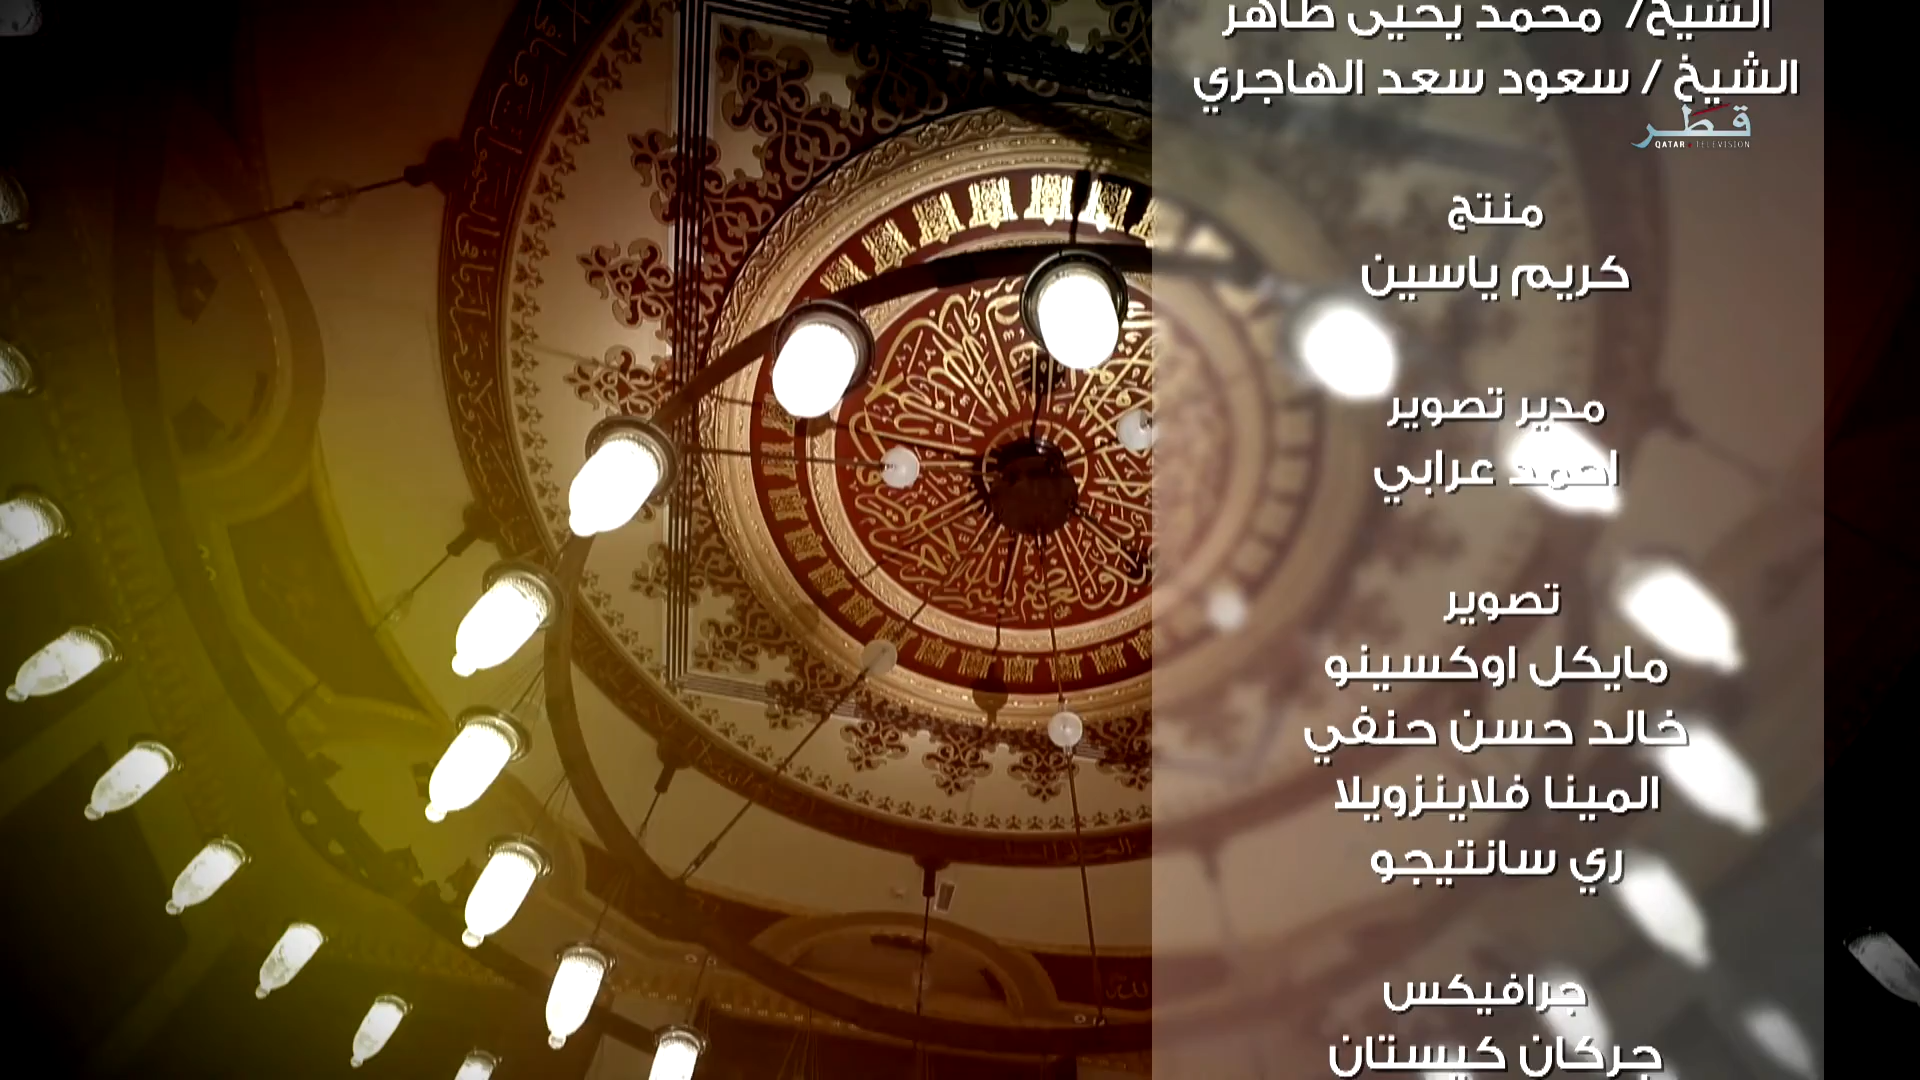 الشيخ/ محمد يحيى طاهر
الشيخ / سعود سعد الهاجري
قطر
QATAR TELEVISION
منتج
كريم ياسين
مدير تصوير
احمد عرابي
تصوير
مايكل اوكسينو
خالد حسن حنفي
المينا فلاينزويلا
ري سانتيجو
جرافيكس
جركان كيستان